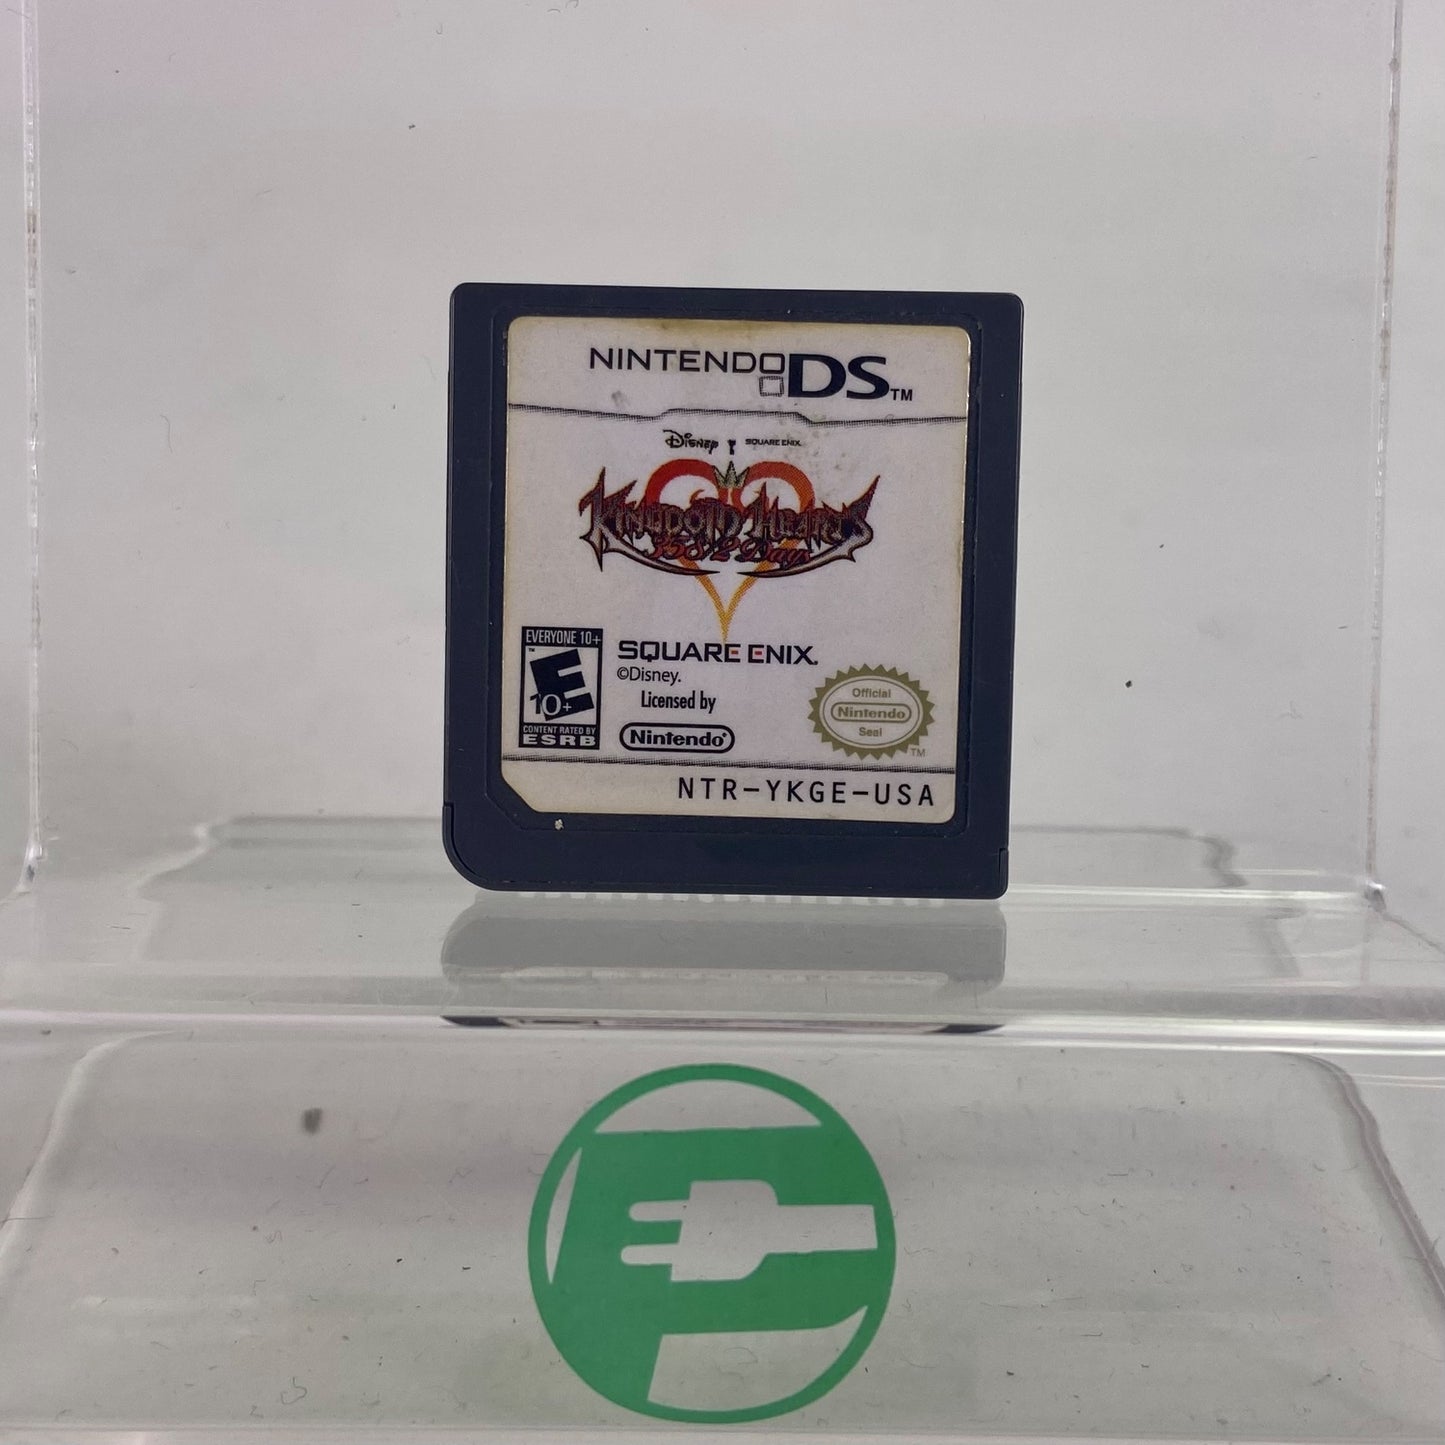 NINTENDO DS™
Disney SQUARE ENIX
KINGDOM HEARTS
358/2 Days
EVERYONE 10+
™
E
10+
CONTENT RATED BY
ESRB
SQUARE ENIX.
©Disney.
Licensed by
Nintendo®
Official
Nintendo
Seal
TM
NTR-YKGE-USA